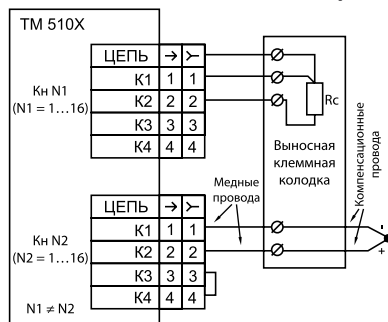 ТМ 510X
ЦЕПЬ
К1 1 1
К2 2 2
К3 3 3
К4 4 4
Кн N1
(N1 = 1...16)
Rc
Выносная
клеммная
колодка
Компенсационные
провода
Медные
провода
ЦЕПЬ
К1 1 1
К2 2 2
К3 3 3
К4 4 4
Кн N2
(N2 = 1...16)
-
+
N1 ≠ N2